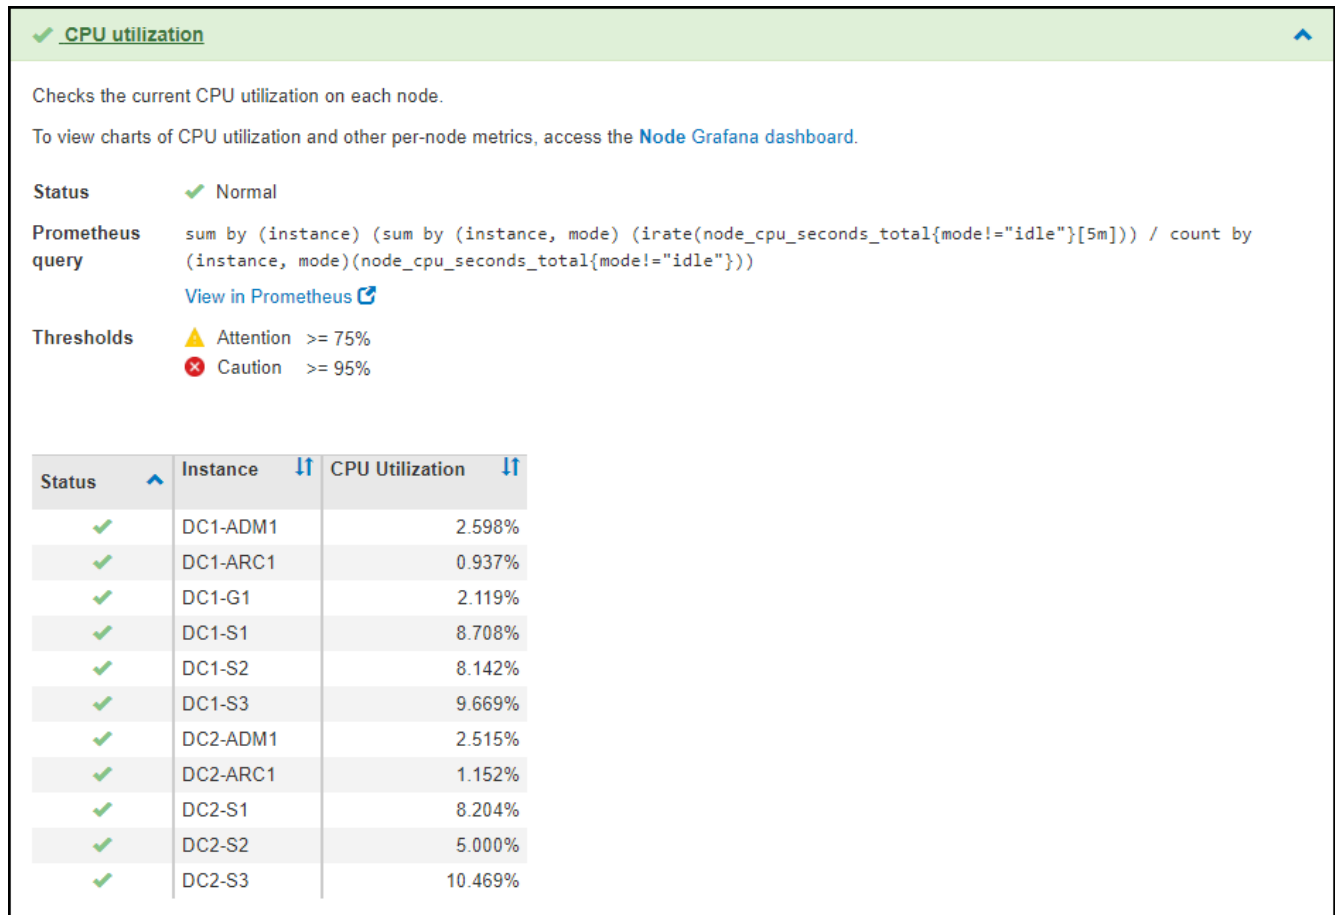 CPU utilization
Checks the current CPU utilization on each node.
To view charts of CPU utilization and other per-node metrics, access the Node Grafana dashboard.
Status Normal
Prometheus query
sum by (instance) (sum by (instance, mode) (irate(node_cpu_seconds_total{mode!="idle"}[5m])) / count by
(instance, mode)(node_cpu_seconds_total{mode!="idle"}))
View in Prometheus
Thresholds Attention >= 75%
Caution >= 95%
Status Instance CPU Utilization
DC1-ADM1 2.598%
DC1-ARC1 0.937%
DC1-G1 2.119%
DC1-S1 8.708%
DC1-S2 8.142%
DC1-S3 9.669%
DC2-ADM1 2.515%
DC2-ARC1 1.152%
DC2-S1 8.204%
DC2-S2 5.000%
DC2-S3 10.469%